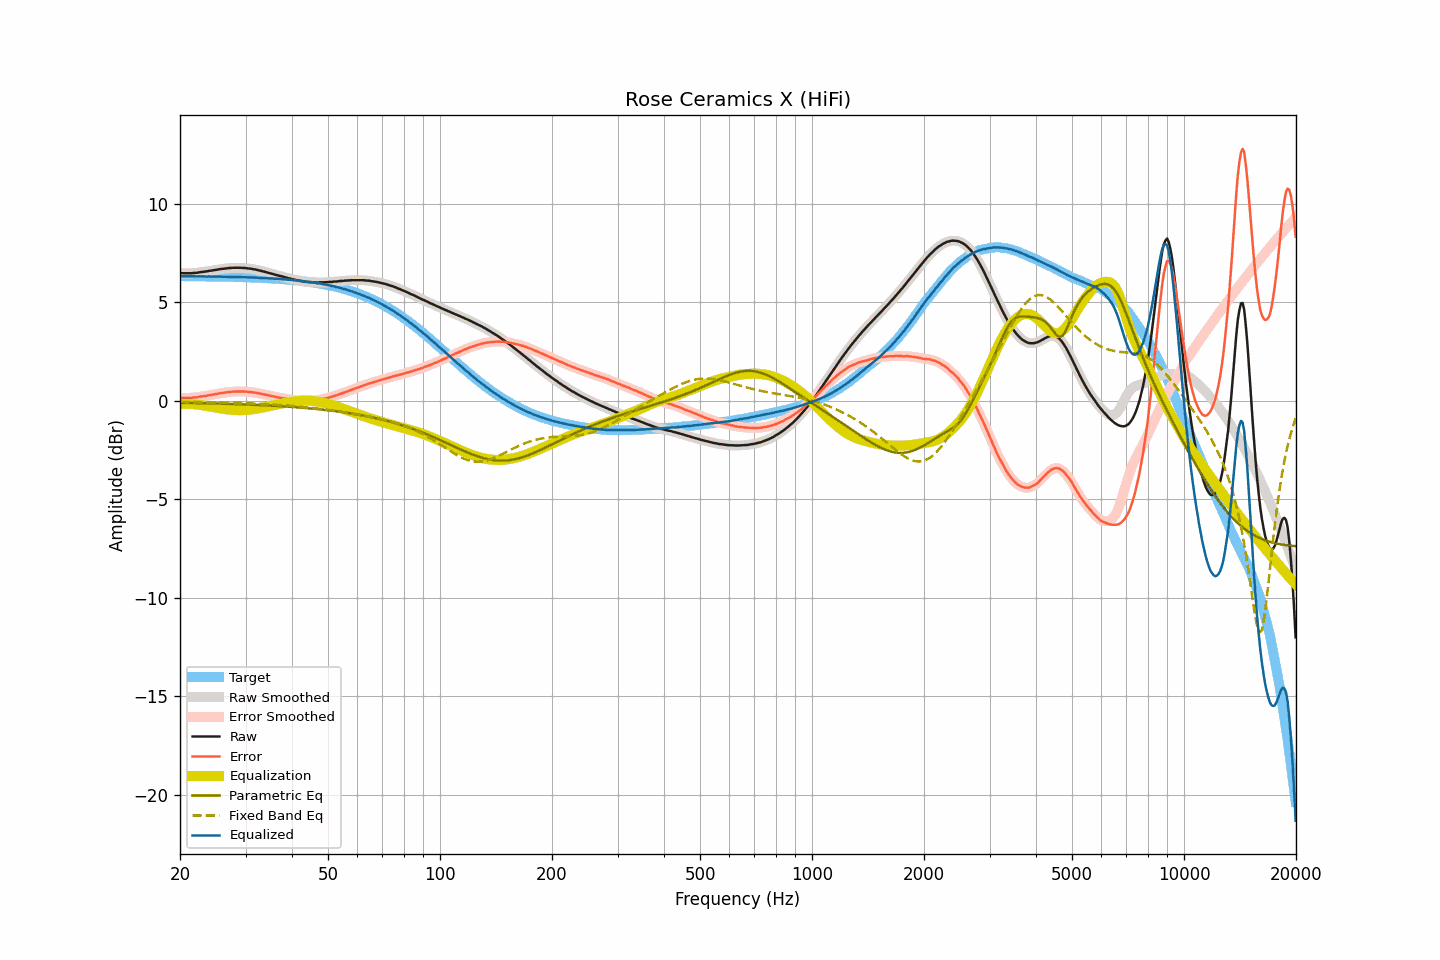 Rose Ceramics X (HiFi)
Amplitude (dBr)
10
5
0
−5
−10
−15
−20
Target
Raw Smoothed
Error Smoothed
Raw
Error
Equalization
Parametric Eq
Fixed Band Eq
Equalized
20 50 100 200 500 1000 2000 5000 10000 20000
Frequency (Hz)